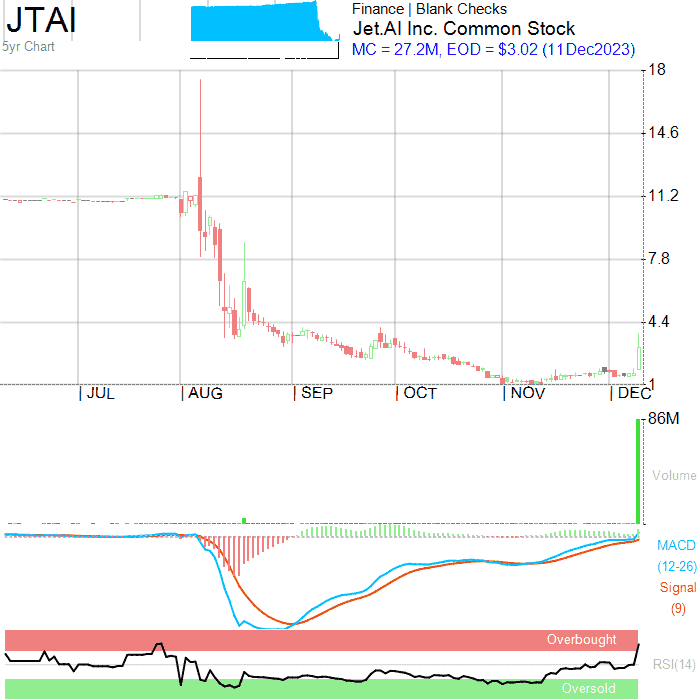 JTAI
5yr Chart
Finance | Blank Checks
Jet.AI Inc. Common Stock
MC = 27.2M, EOD = $3.02 (11Dec2023)
18
14.6
11.2
7.8
4.4
1
JUL
AUG
SEP
OCT
NOV
DEC
86M
Volume
MACD
(12-26)
Signal
(9)
Overbought
RSI(14)
Oversold